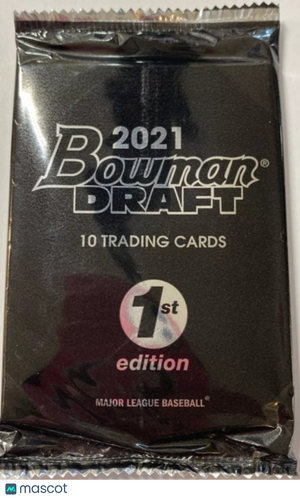 2021
Bowman®
DRAFT
10 TRADING CARDS
1st
edition
MAJOR LEAGUE BASEBALL®
mascot